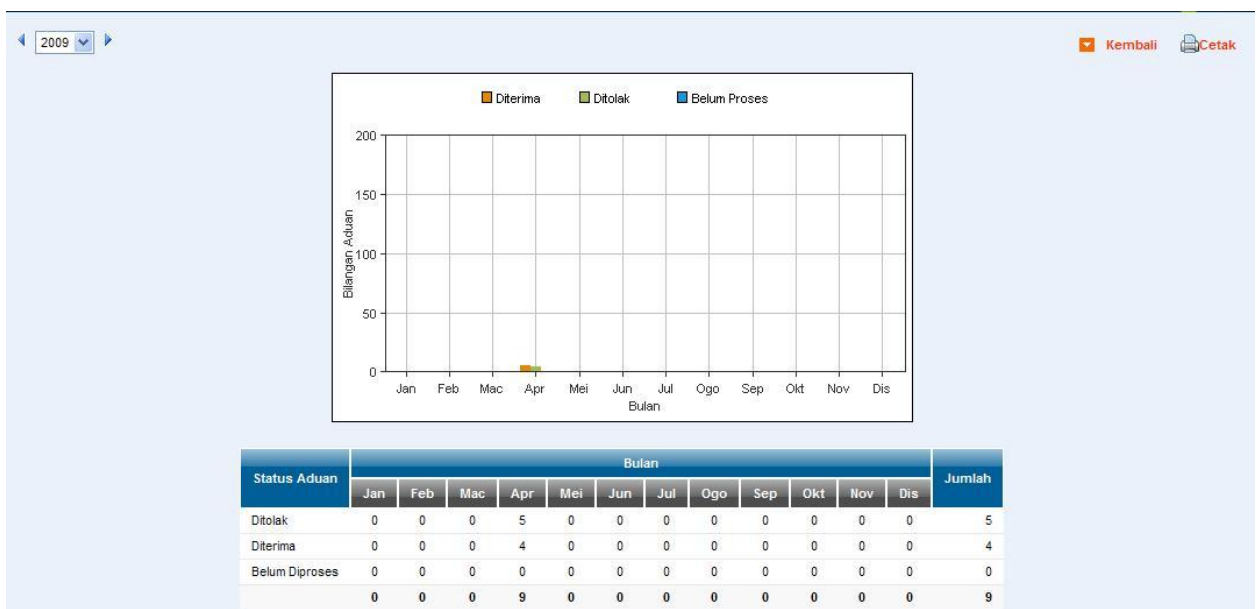 2009 Kembali Cetak
Diterima Ditolak Belum Proses
200
150
100
50
0
Bilangan Aduan
Jan Feb Mac Apr Mei Jun Jul Ogo Sep Okt Nov Dis
Bulan
Status Aduan Bulan Jumlah
Jan Feb Mac Apr Mei Jun Jul Ogo Sep Okt Nov Dis
Ditolak 0 0 0 5 0 0 0 0 0 0 0 0 5
Diterima 0 0 0 4 0 0 0 0 0 0 0 0 4
Belum Diproses 0 0 0 0 0 0 0 0 0 0 0 0 0
0 0 0 9 0 0 0 0 0 0 0 0 9